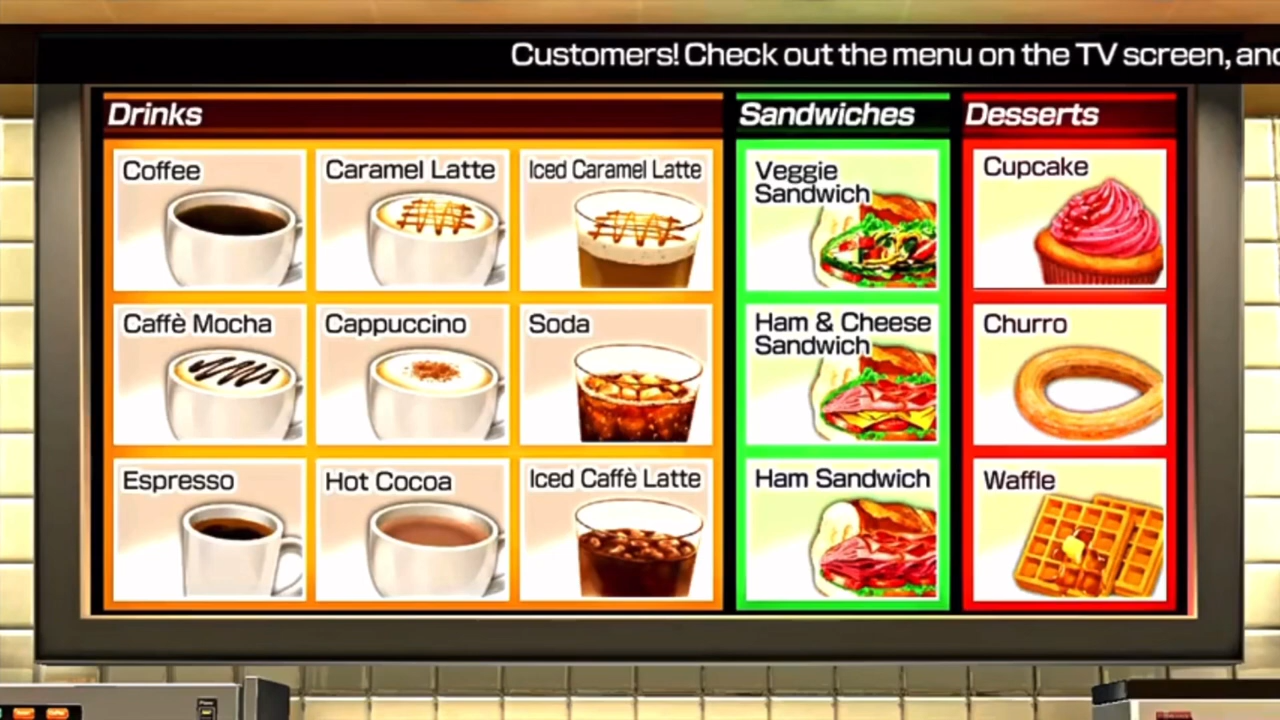 Customers! Check out the menu on the TV screen, and
Drinks
Coffee
Caramel Latte
Iced Caramel Latte
Caffè Mocha
Cappuccino
Soda
Espresso
Hot Cocoa
Iced Caffè Latte
Sandwiches
Veggie
Sandwich
Ham & Cheese
Sandwich
Ham Sandwich
Desserts
Cupcake
Churro
Waffle